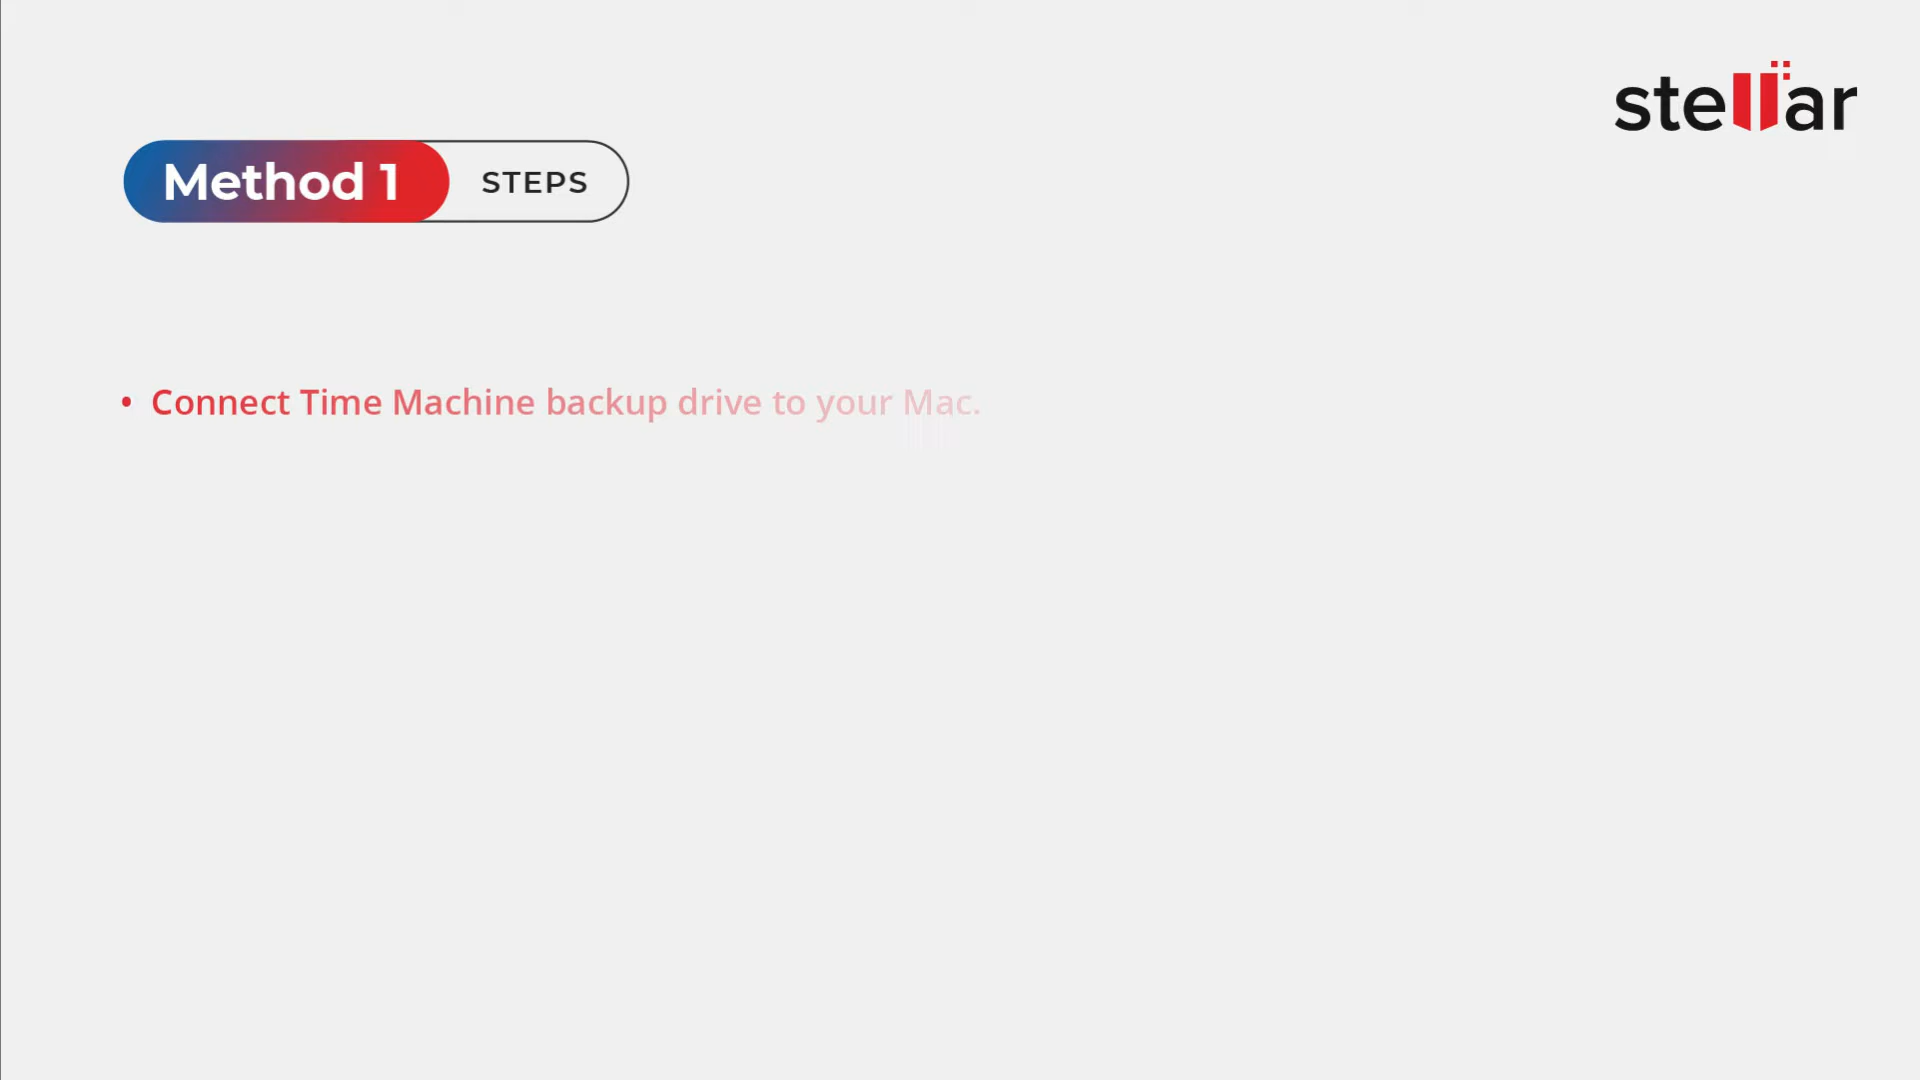 stellar
Method 1 STEPS
• Connect Time Machine backup drive to your Mac.